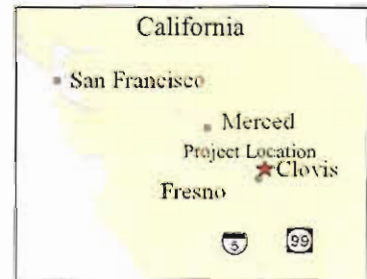 California
San Francisco
Merced
Project Location
Clovis
Fresno
5
99